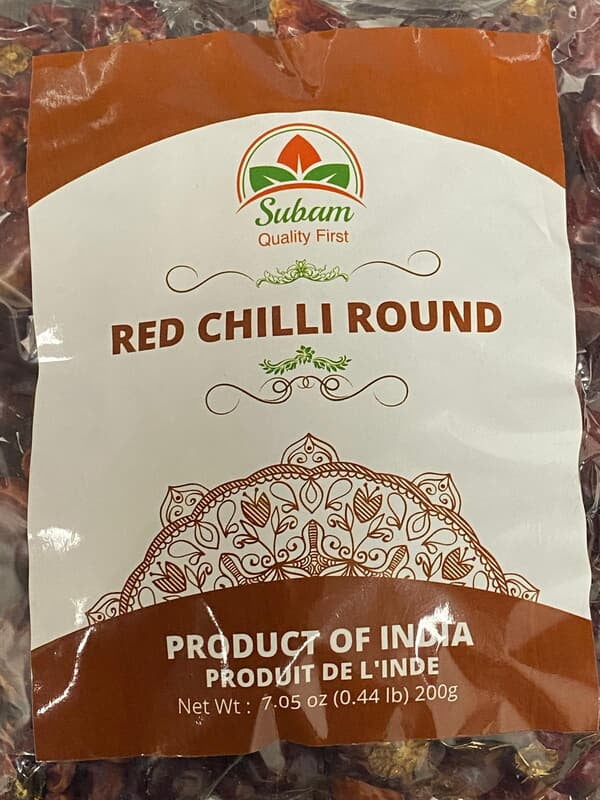 Subam
Quality First
RED CHILLI ROUND
PRODUCT OF INDIA
PRODUIT DE L'INDE
Net Wt : 7.05 oz (0.44 lb) 200g